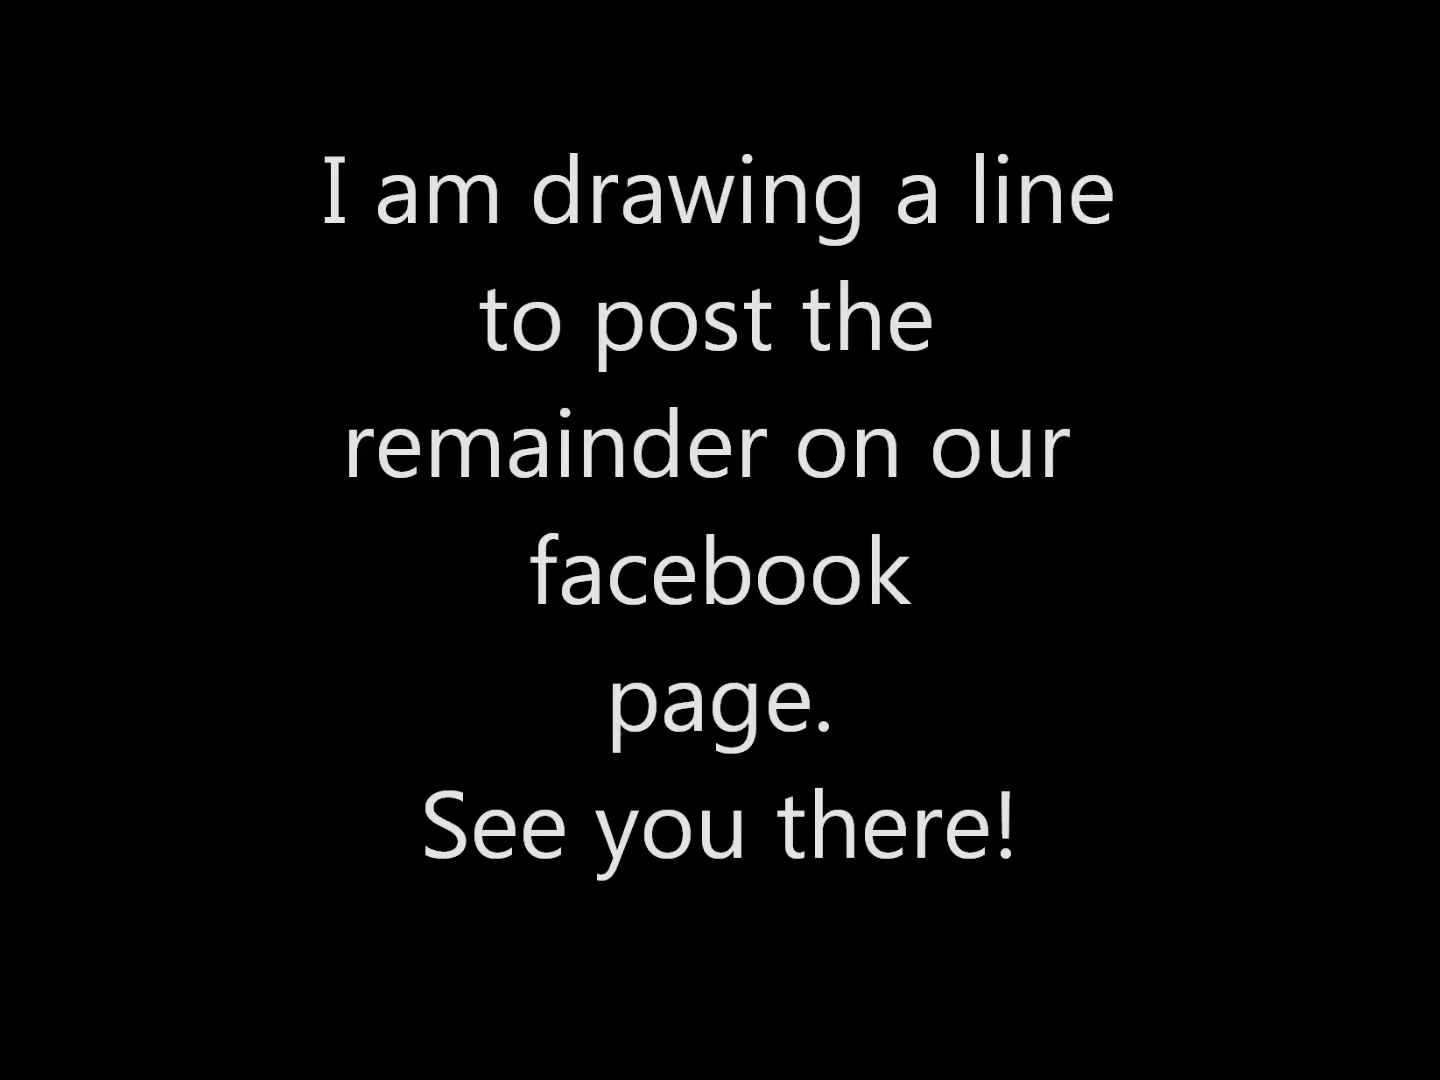 I am drawing a line
to post the
remainder on our
facebook
page.
See you there!